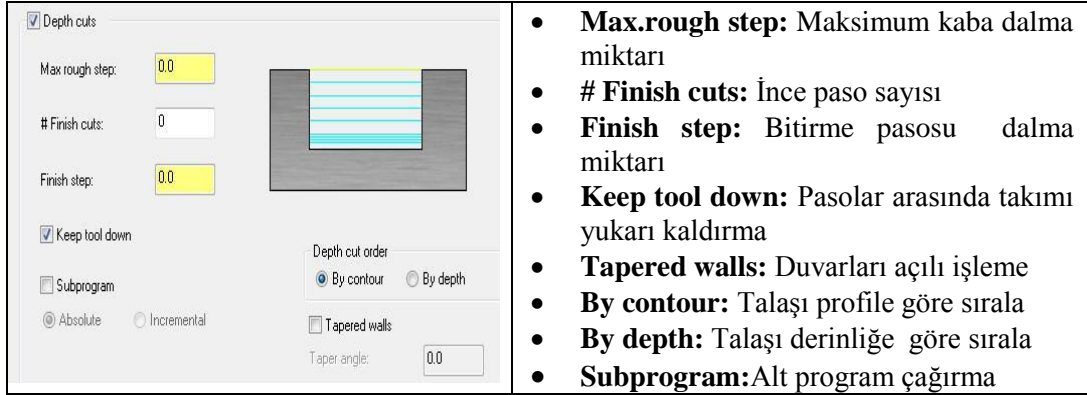 Depth cuts
Max rough step: 0.0
# Finish cuts: 0
Finish step: 0.0
Keep tool down
Subprogram
Absolute Incremental
Depth cut order
By contour By depth
Tapered walls
Taper angle: 0.0
• Max.rough step: Maksimum kaba dalma
miktarı
• # Finish cuts: İnce paso sayısı
• Finish step: Bitirme pasosu dalma
miktarı
• Keep tool down: Pasolar arasında takımı
yukarı kaldırma
• Tapered walls: Duvarları açılı işleme
• By contour: Talaşı profile göre sırala
• By depth: Talaşı derinliğe göre sırala
• Subprogram:Alt program çağırma